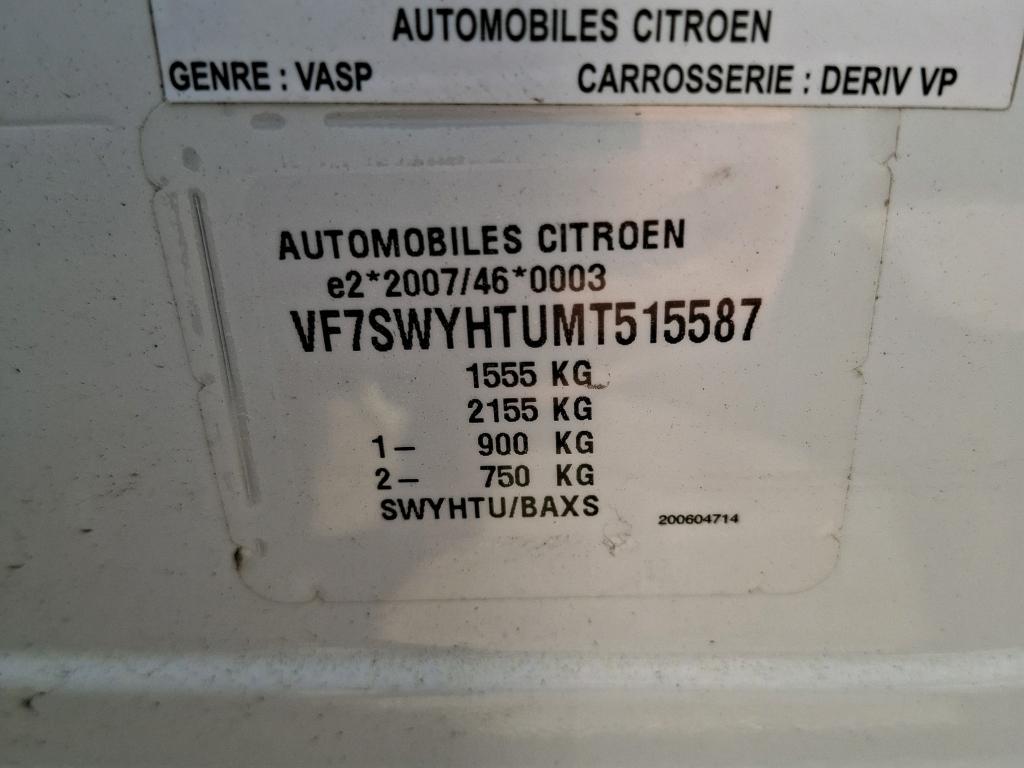 AUTOMOBILES CITROEN
GENRE : VASP CARROSSERIE : DERIV VP
AUTOMOBILES CITROEN
e2*2007/46*0003
VF7SWYHTUMT515587
1555 KG
2155 KG
1– 900 KG
2– 750 KG
SWYHTU/BAXS
200604714